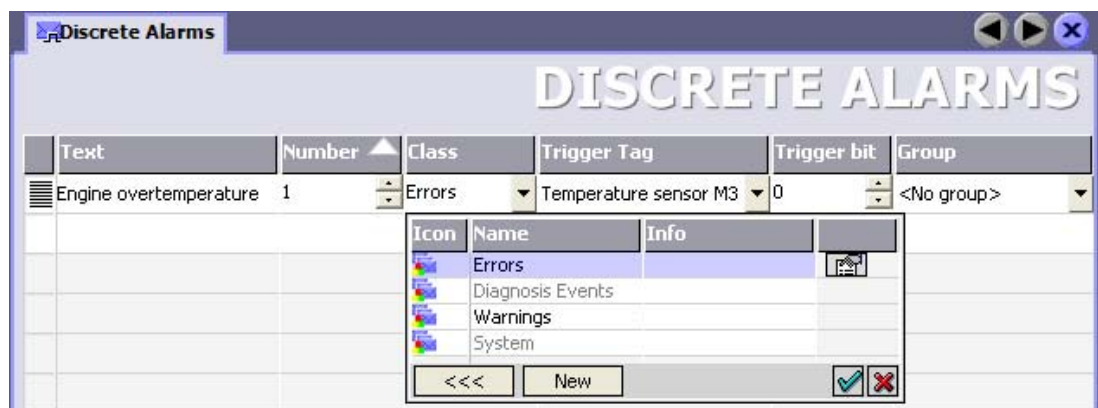 Discrete Alarms
DISCRETE ALARMS
Text Number Class Trigger Tag Trigger bit Group
Engine overtemperature 1 Errors Temperature sensor M3 0 <No group>
Icon Name Info
Errors
Diagnosis Events
Warnings
System
<<< New